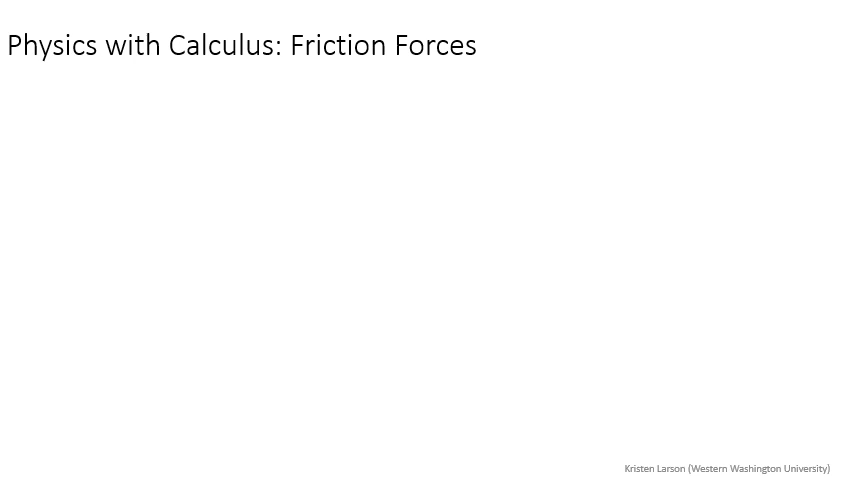 Physics with Calculus: Friction Forces
Kristen Larson (Western Washington University)